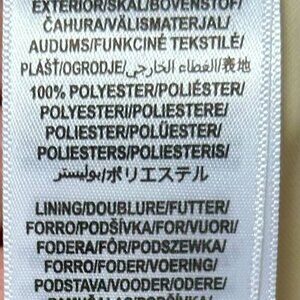 EXTERIOR/SKAL/BOVENSTOF/
ČAHURA/VÄLISMATERJAL/
AUDUMS/FUNKCINĖ TEKSTILĖ/
PLÁŠŤ/OGRODJE/الغطاء الخارجي/表地
100% POLYESTER/POLIÉSTER/
POLYESTERI/POLIESTERE/
POLIESTER/POLÜESTER/
POLIESTERS/POLIESTERIS/
بوليستر/ポリエステル
LINING/DOUBLURE/FUTTER/
FORRO/PODŠÍVKA/FOR/VUORI/
FODERA/FÔR/PODSZEWKA/
FORRO/FODER/VOERING/
PODSTAVA/VOODER/ODERE/